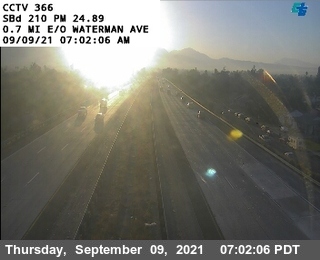 CCTV 366
SBd 210 PM 24.89
0.7 MI E/O WATERMAN AVE
09/09/21 07:02:06 AM
Thursday, September 09, 2021 07:02:06 PDT